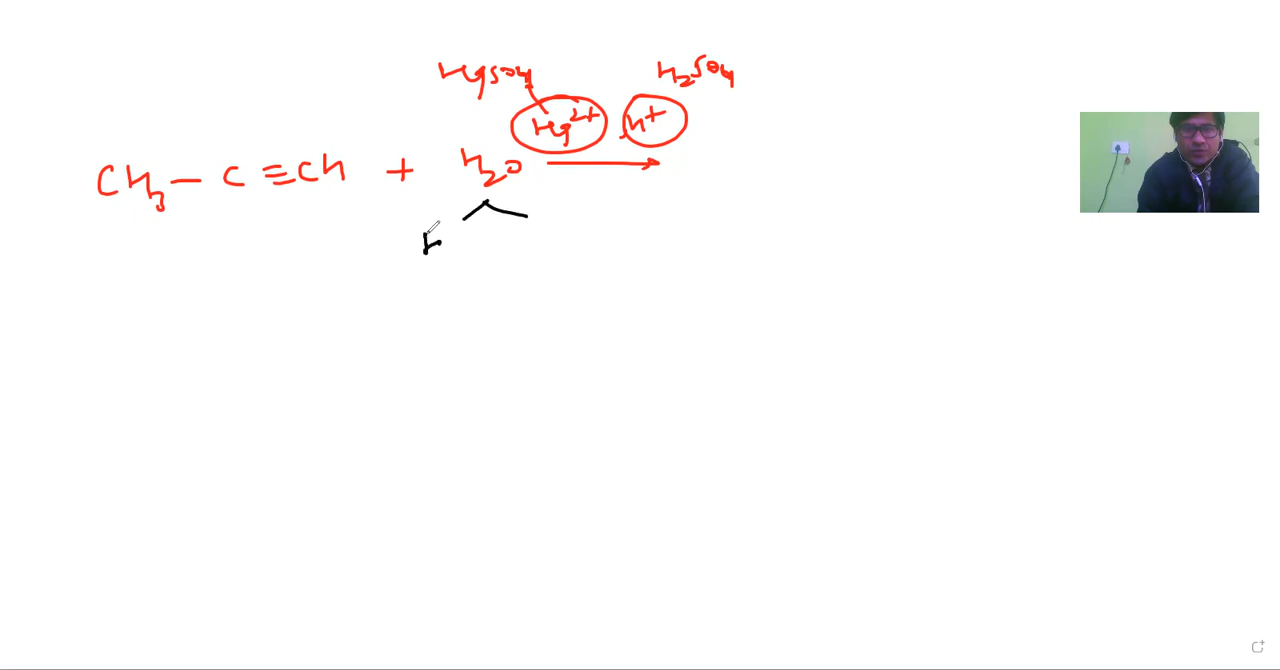 HgSO4 H2SO4
Hg2+, H+
CH3 – C ≡ CH + H2O ⟶